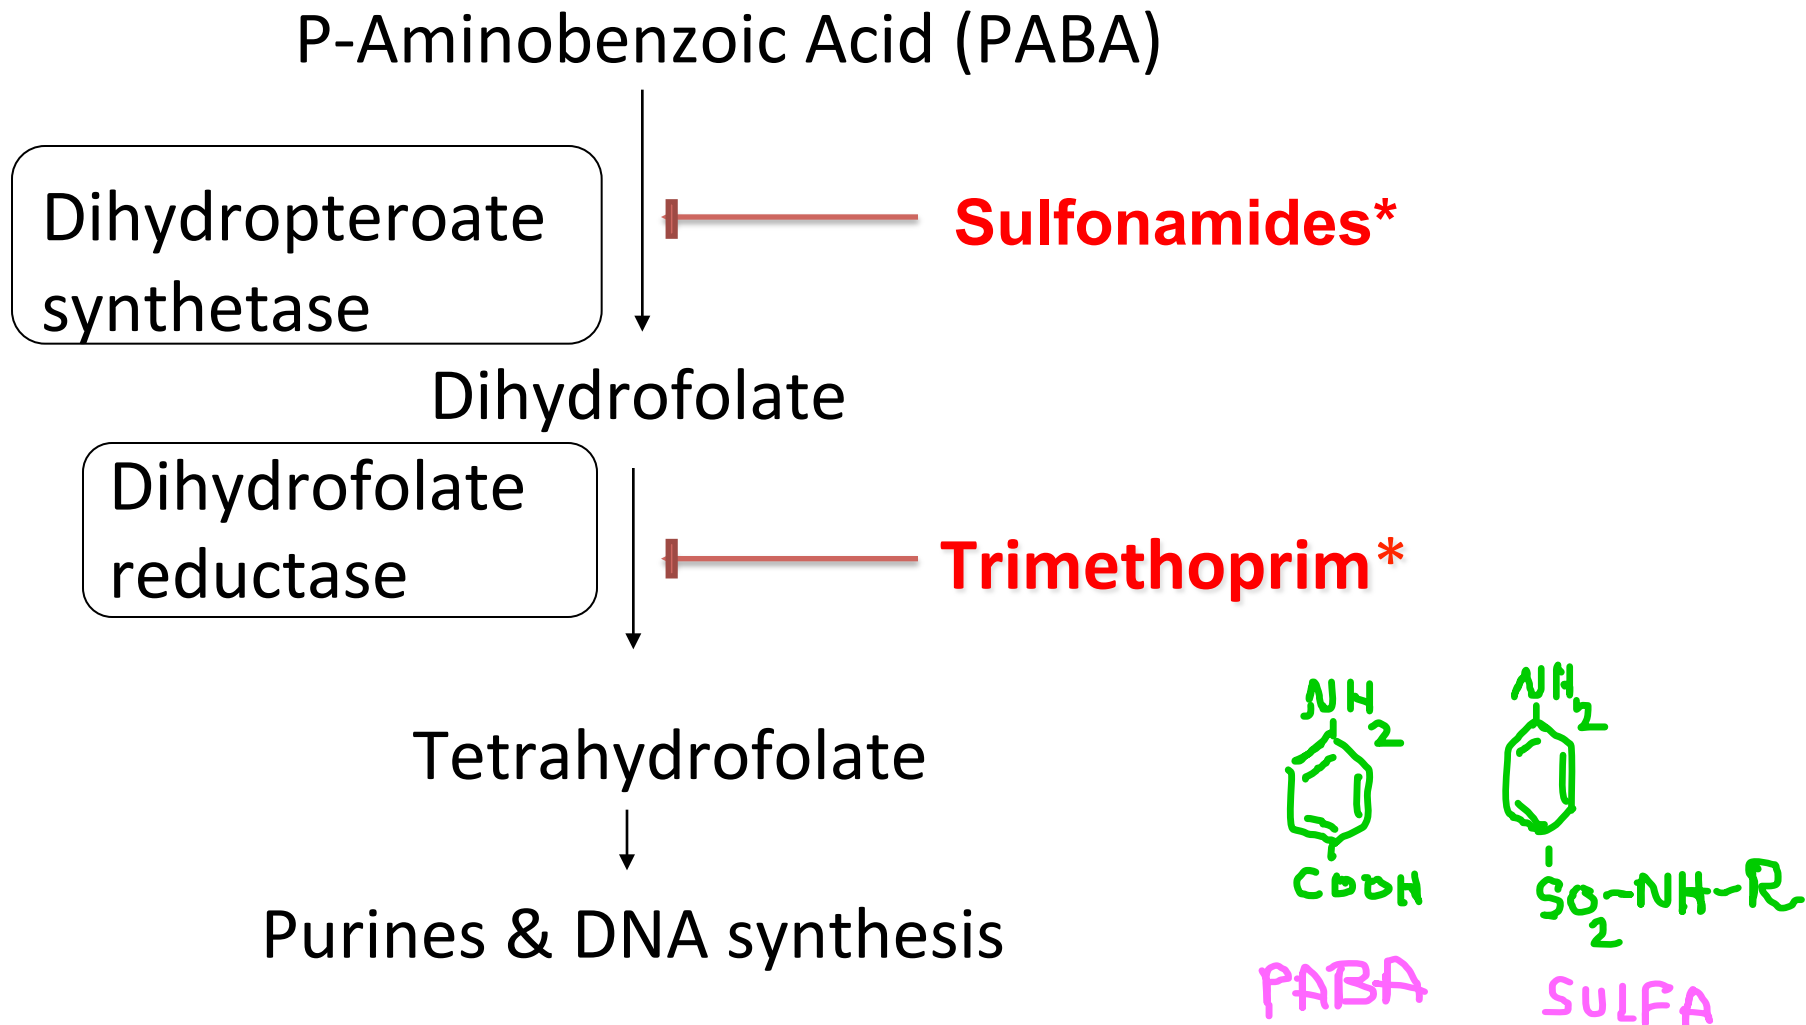 P-Aminobenzoic Acid (PABA)
Dihydropteroate
synthetase
Sulfonamides*
Dihydrofolate
Dihydrofolate
reductase
Trimethoprim*
Tetrahydrofolate
Purines & DNA synthesis
NH2
COOH
PABA
NH2
SO2-NH-R
SULFA